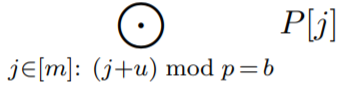 ⊙ P[j]
j∈[m]: (j+u) mod p=b